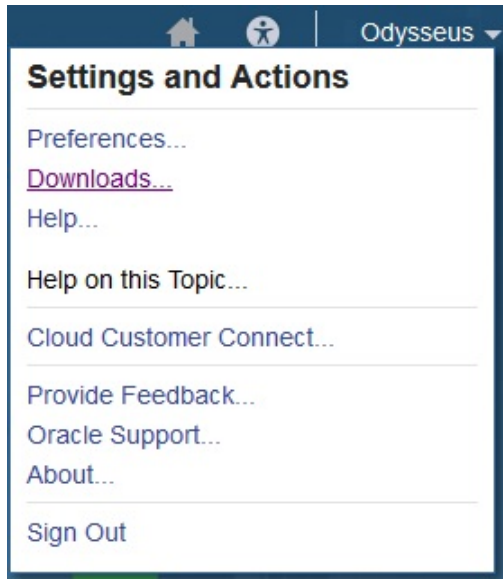 Odysseus
Settings and Actions
Preferences...
Downloads...
Help...
Help on this Topic...
Cloud Customer Connect...
Provide Feedback...
Oracle Support...
About...
Sign Out